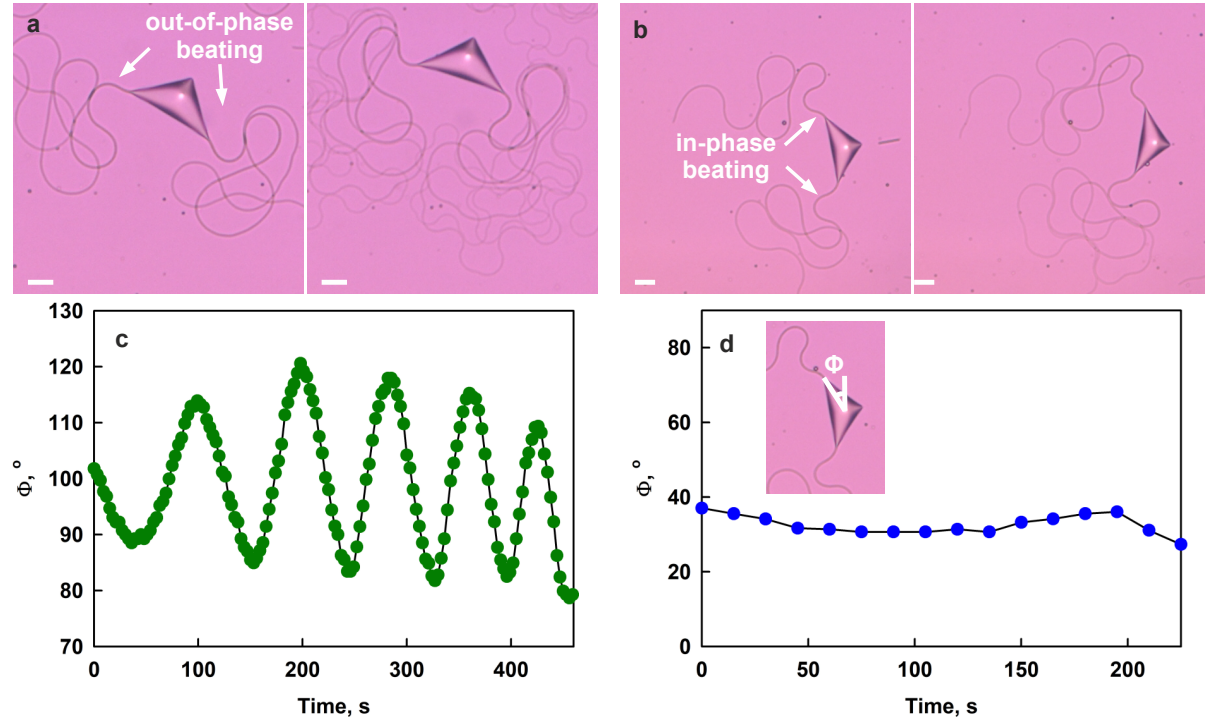 a
out-of-phase
beating
b
in-phase
beating
130
120
110
100
90
80
70
Φ, º
c
0
100
200
300
400
Time, s
80
60
40
20
0
Φ, º
d
Φ
0
50
100
150
200
Time, s